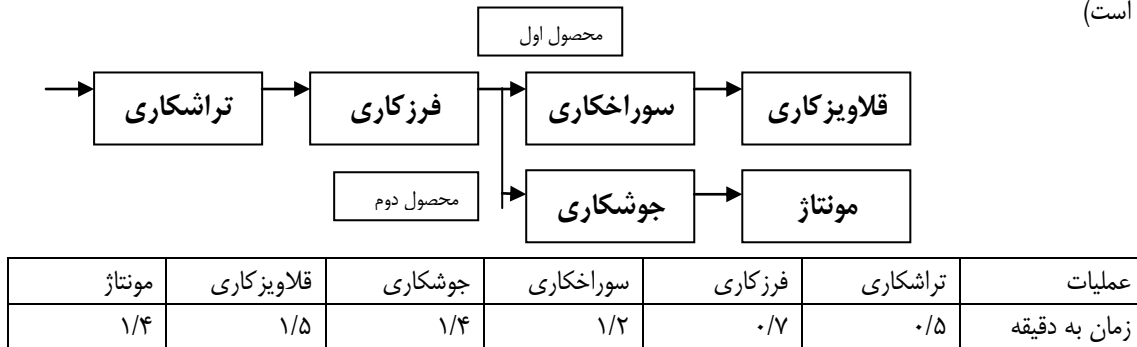 است)
محصول اول
تراشکاری فرزکاری سوراخکاری قلاویزکاری
محصول دوم
جوشکاری مونتاژ
عملیات تراشکاری فرزکاری سوراخکاری جوشکاری قلاویزکاری مونتاژ
زمان به دقیقه ۰/۵ ۰/۷ ۱/۲ ۱/۴ ۱/۵ ۱/۴